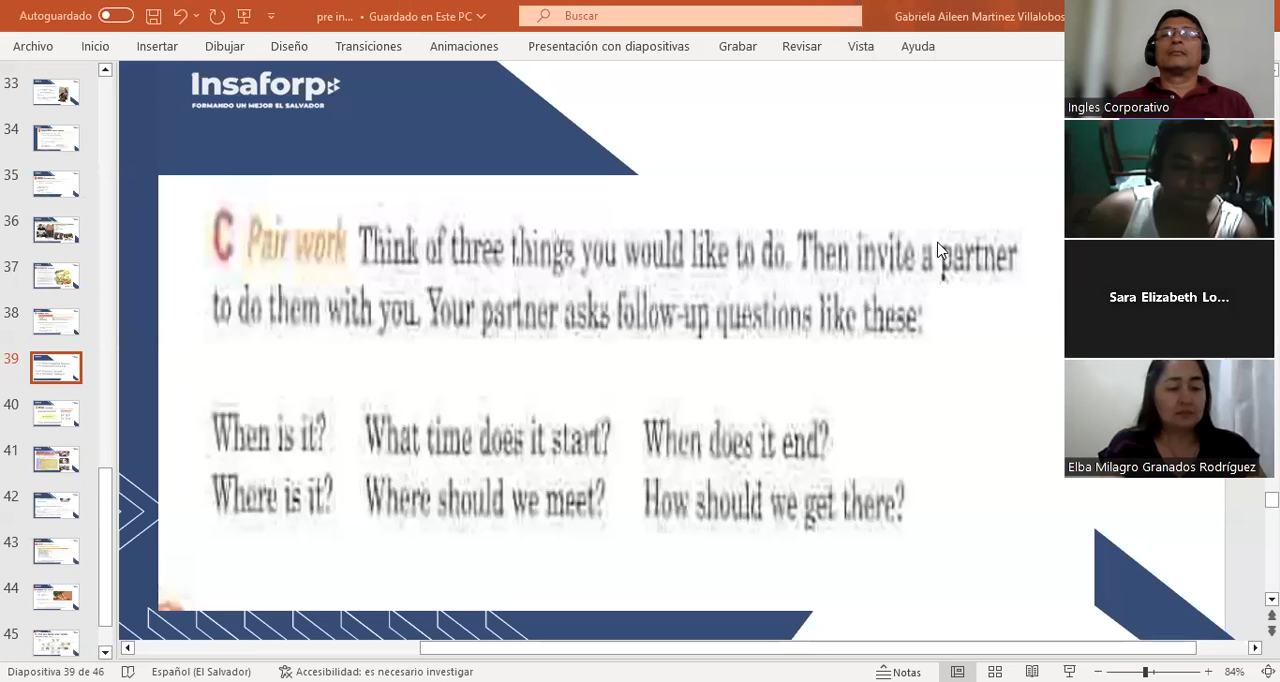 Autoguardado
pre in... • Guardado en Este PC
Buscar
Gabriela Aileen Martinez Villalobos
Archivo Inicio Insertar Dibujar Diseño Transiciones Animaciones Presentación con diapositivas Grabar Revisar Vista Ayuda
Ingles Corporativo
Sara Elizabeth Lo...
Elba Milagro Granados Rodríguez
33
34
35
36
37
38
39
40
41
42
43
44
45
Insaforp
FORMANDO UN MEJOR EL SALVADOR
C Pair work Think of three things you would like to do. Then invite a partner
to do them with you. Your partner asks follow-up questions like these:
When is it? What time does it start? When does it end?
Where is it? Where should we meet? How should we get there?
Diapositiva 39 de 46 Español (El Salvador) Accesibilidad: es necesario investigar Notas 84%